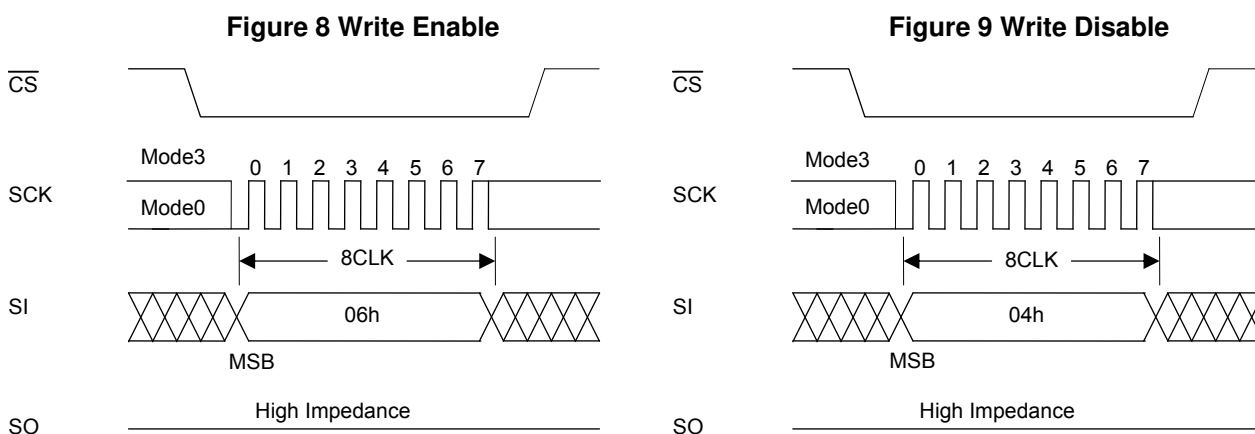 Figure 8 Write Enable
CS
Mode3
0 1 2 3 4 5 6 7
SCK
Mode0
8CLK
SI
06h
MSB
High Impedance
SO
Figure 9 Write Disable
CS
Mode3
0 1 2 3 4 5 6 7
SCK
Mode0
8CLK
SI
04h
MSB
High Impedance
SO